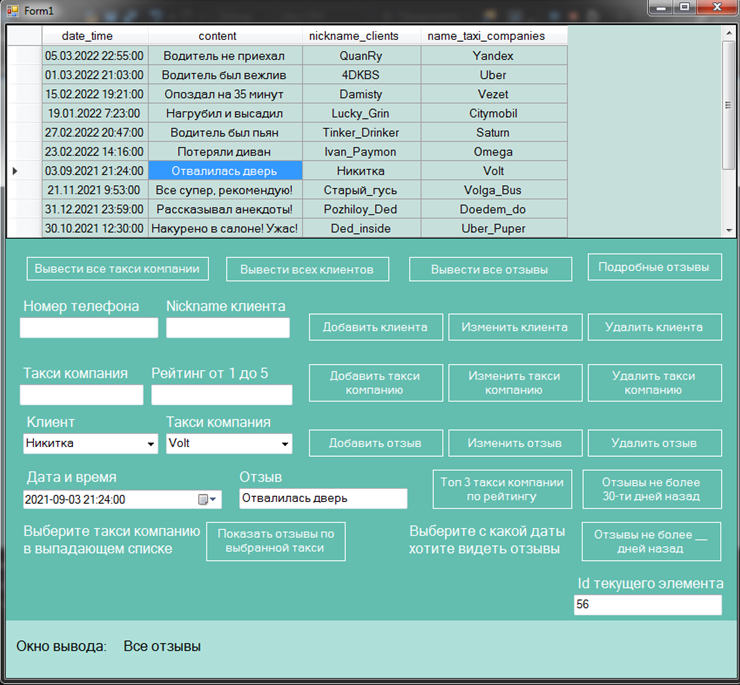 Form1
date_time content nickname_clients name_taxi_companies
05.03.2022 22:55:00 Водитель не приехал QuanRy Yandex
01.03.2022 21:03:00 Водитель был вежлив 4DKBS Uber
15.02.2022 19:21:00 Опоздал на 35 минут Damisty Vezet
19.01.2022 7:23:00 Нагрубил и высадил Lucky_Grin Citymobil
27.02.2022 20:47:00 Водитель был пьян Tinker_Drinker Saturn
23.02.2022 14:16:00 Потеряли диван Ivan_Paymon Omega
03.09.2021 21:24:00 Отвалилась дверь Никитка Volt
21.11.2021 9:53:00 Все супер, рекомендую! Старый_гусь Volga_Bus
31.12.2021 23:59:00 Рассказывал анекдоты! Pozhiloy_Ded Doedem_do
30.10.2021 12:30:00 Накурено в салоне! Ужас! Ded_inside Uber_Puper
Вывести все такси компании Вывести всех клиентов Вывести все отзывы Подробные отзывы
Номер телефона Nickname клиента
Добавить клиента Изменить клиента Удалить клиента
Такси компания Рейтинг от 1 до 5
Добавить такси компанию Изменить такси компанию Удалить такси компанию
Клиент Такси компания
Никитка Volt Добавить отзыв Изменить отзыв Удалить отзыв
Дата и время Отзыв
2021-09-03 21:24:00 Отвалилась дверь
Топ 3 такси компании по рейтингу Отзывы не более 30-ти дней назад
Выберите такси компанию
в выпадающем списке
Показать отзывы по
выбранной такси
Выберите с какой даты
хотите видеть отзывы
Отзывы не более __
дней назад
Id текущего элемента
56
Окно вывода: Все отзывы